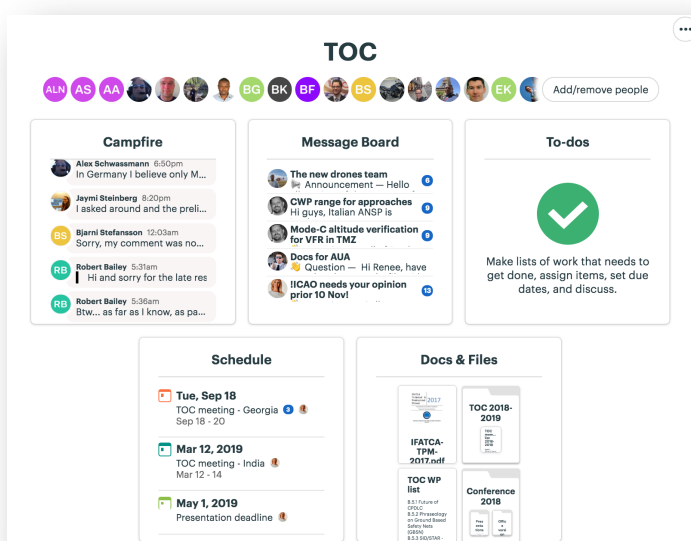 TOC
ALN AS AA BG BK BF BS EK Add/remove people
Campfire
Alex Schwassmann 6:50pm
In Germany I believe only M...
Jaymi Steinberg 8:20pm
I asked around and the preli...
BS
Bjarni Stefansson 12:03am
Sorry, my comment was no...
RB
Robert Bailey 5:31am
Hi and sorry for the late res
RB
Robert Bailey 5:36am
Btw... as far as I know, as pa...
Message Board
The new drones team
Announcement — Hello
6
CWP range for approaches
Hi guys, Italian ANSP is
9
Mode-C altitude verification
for VFR in TMZ
9
Docs for AUA
👋 Question — Hi Renee, have
!ICAO needs your opinion
prior 10 Nov!
13
To-dos
Make lists of work that needs to
get done, assign items, set due
dates, and discuss.
Schedule
Tue, Sep 18
TOC meeting - Georgia 3
Sep 18 - 20
Mar 12, 2019
TOC meeting - India
Mar 12 - 14
May 1, 2019
Presentation deadline
Docs & Files
2017
IFATCA-
TPM-
2017.pdf
TOC 2018-
2019
TOC WP
list
B.5.1 Future of
CPDLC
B.5.2 Phraseology
on Ground Based
Safety Nets
(GBSN)
B.5.3 SID/STAR -
Conference
2018